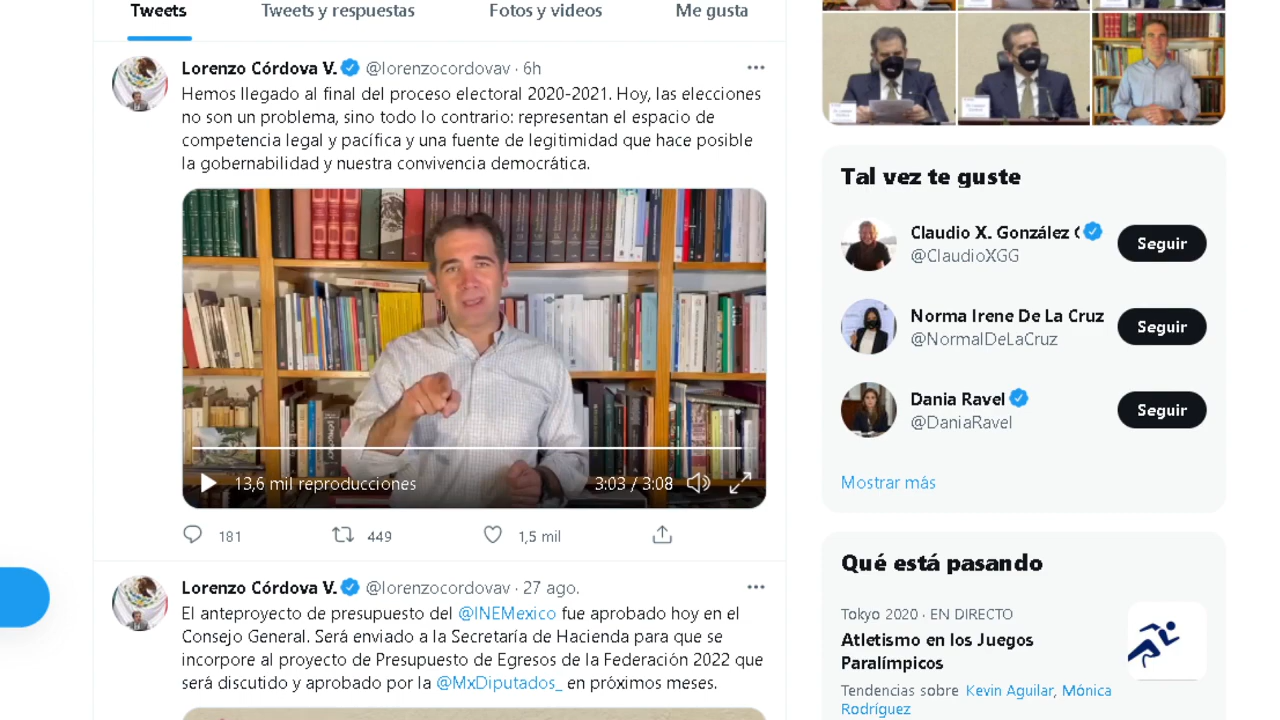 Tweets
Tweets y respuestas
Fotos y videos
Me gusta
Lorenzo Córdova V. @lorenzocordovav · 6h
Hemos llegado al final del proceso electoral 2020-2021. Hoy, las elecciones
no son un problema, sino todo lo contrario: representan el espacio de
competencia legal y pacífica y una fuente de legitimidad que hace posible
la gobernabilidad y nuestra convivencia democrática.
13,6 mil reproducciones
3:03 / 3:08
181
449
1,5 mil
Lorenzo Córdova V. @lorenzocordovav · 27 ago.
El anteproyecto de presupuesto del @INEMexico fue aprobado hoy en el
Consejo General. Será enviado a la Secretaría de Hacienda para que se
incorpore al proyecto de Presupuesto de Egresos de la Federación 2022 que
será discutido y aprobado por la @MxDiputados_ en próximos meses.
Tal vez te guste
Claudio X. González
@ClaudioXGG
Seguir
Norma Irene De La Cruz
@NormaIDeLaCruz
Seguir
Dania Ravel
@DaniaRavel
Seguir
Mostrar más
Qué está pasando
Tokyo 2020 · EN DIRECTO
Atletismo en los Juegos
Paralímpicos
Tendencias sobre Kevin Aguilar, Mónica
Rodríguez